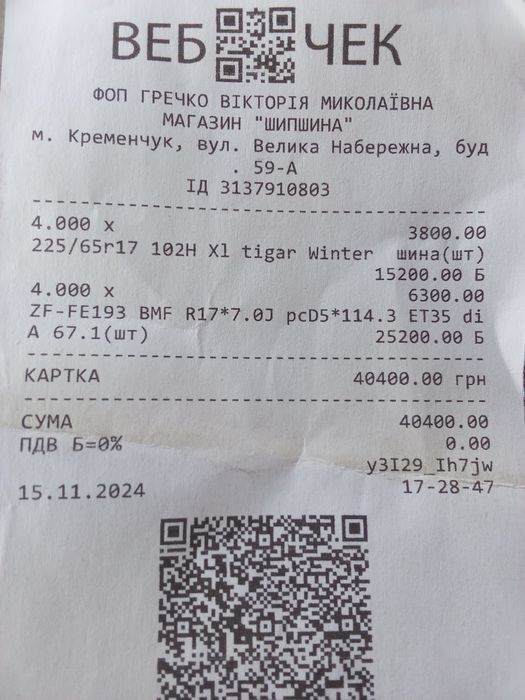 ВЕБ ЧЕК
ФОП ГРЕЧКО ВІКТОРІЯ МИКОЛАЇВНА
МАГАЗИН "ШИПШИНА"
м. Кременчук, вул. Велика Набережна, буд
. 59-А
ІД 3137910803
4.000 x 3800.00
225/65r17 102H Xl tigar Winter шина(шт)
15200.00 Б
4.000 x 6300.00
ZF-FE193 BMF R17*7.0J pcD5*114.3 ET35 di
A 67.1(шт) 25200.00 Б
КАРТКА 40400.00 грн
СУМА 40400.00
ПДВ Б=0% 0.00
y3I29_Ih7jw
15.11.2024 17-28-47